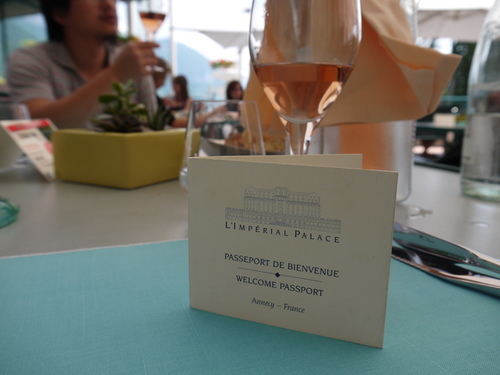 L'IMPÉRIAL PALACE
PASSEPORT DE BIENVENUE
WELCOME PASSPORT
Annecy – France